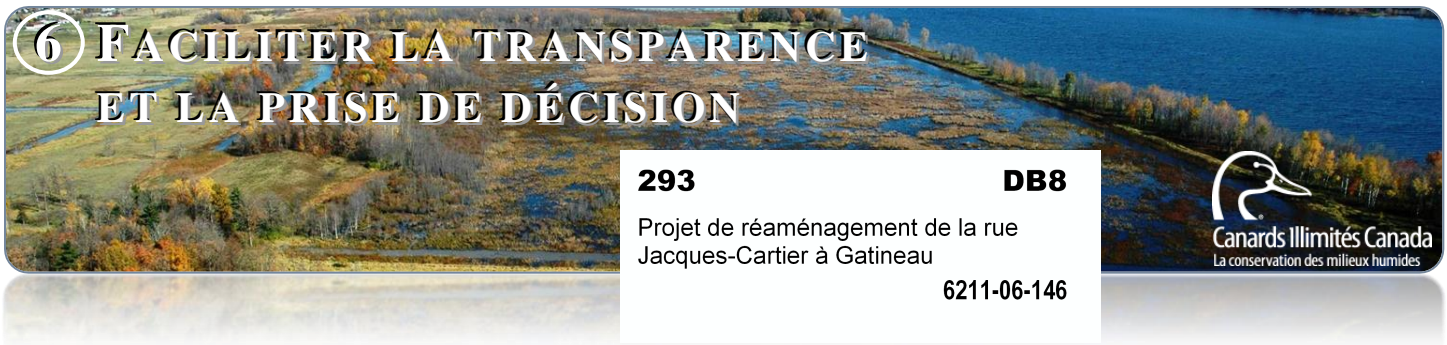 6 FACILITER LA TRANSPARENCE
ET LA PRISE DE DÉCISION
293 DB8
Projet de réaménagement de la rue
Jacques-Cartier à Gatineau
6211-06-146
Canards Illimités Canada
La conservation des milieux humides